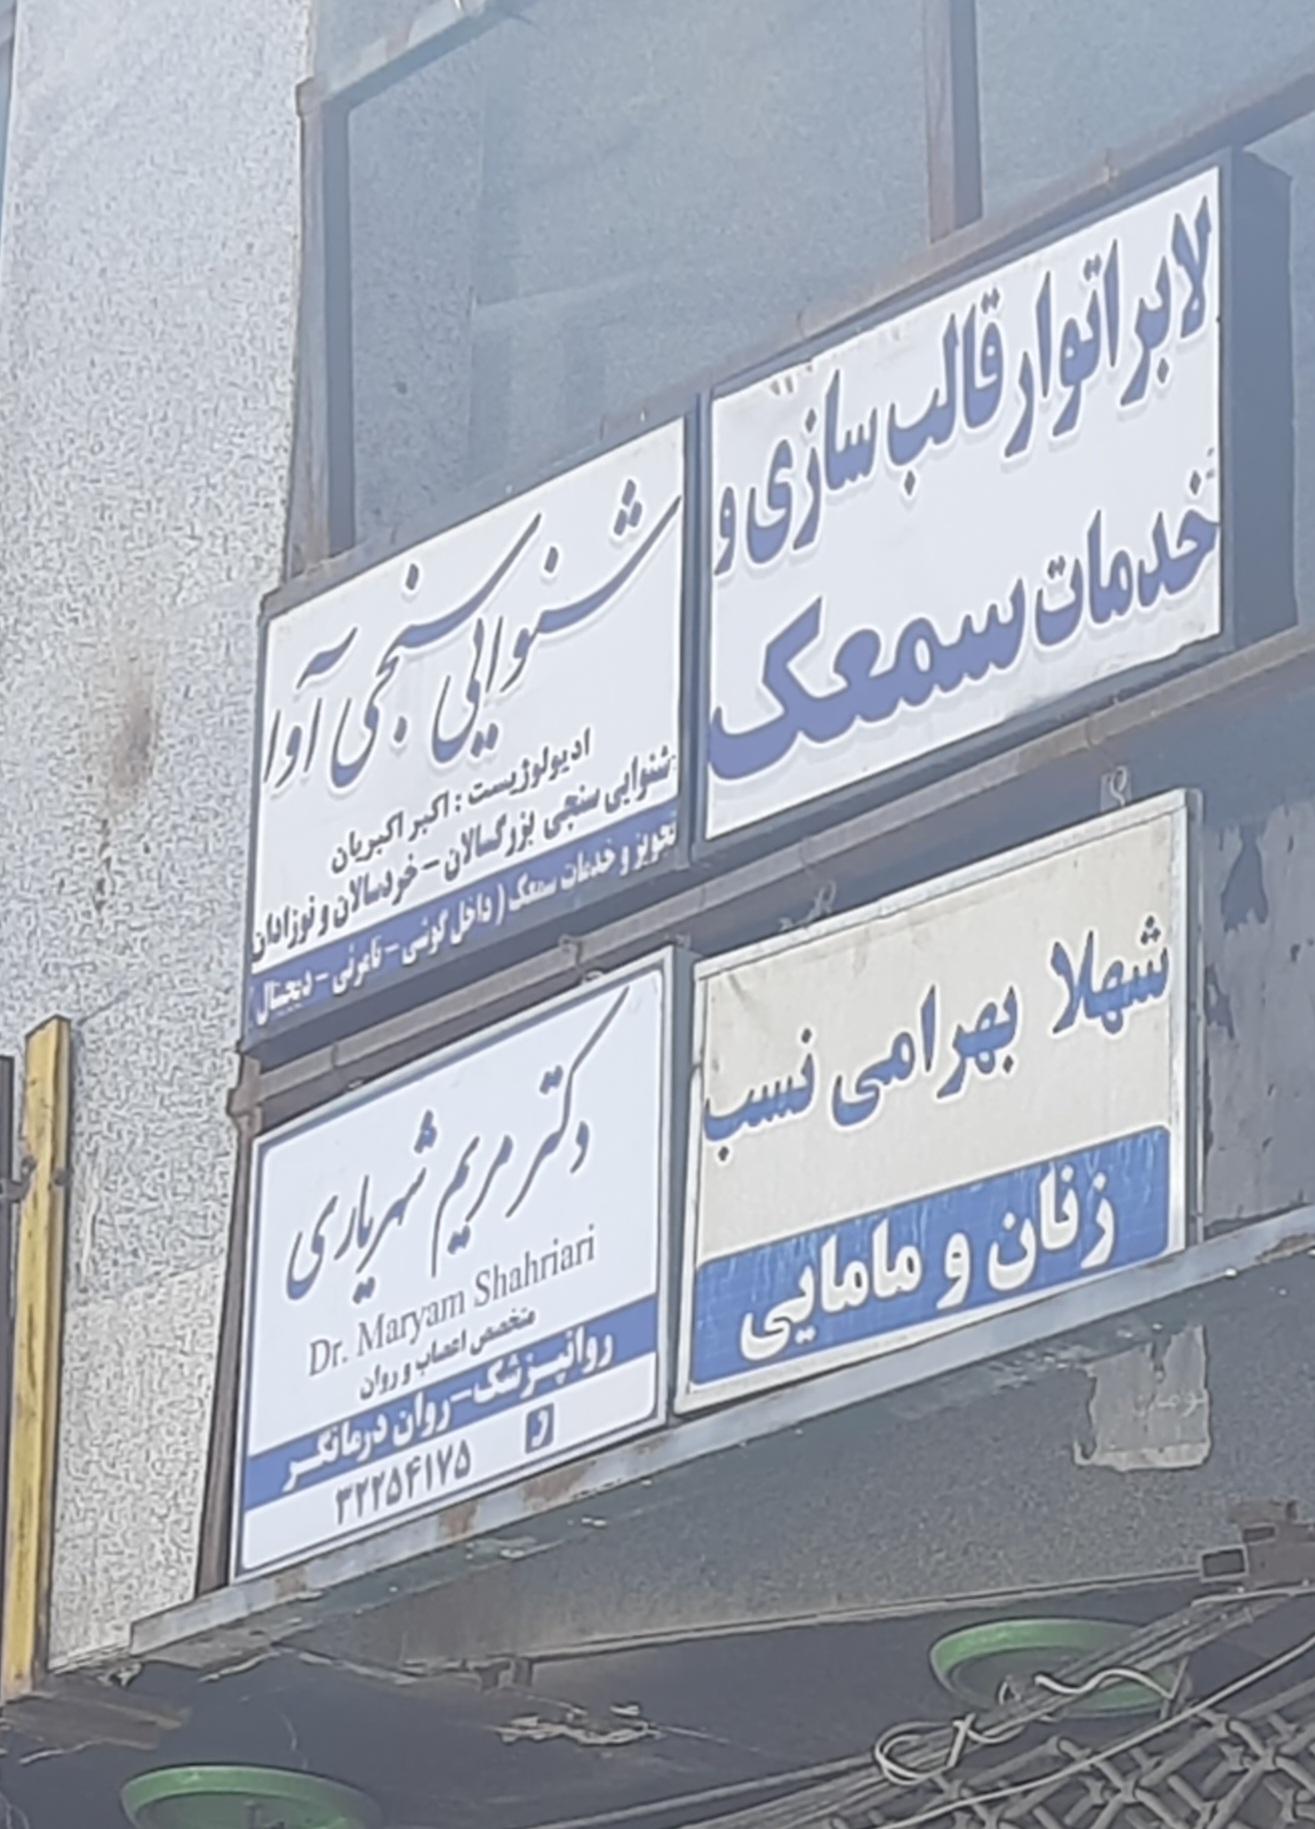 لابراتوار قالب سازی و
خدمات سمعک
شنوایی سنجی آوا
ادیولوژیست : اکبر اکبریان
شنوایی سنجی بزرگسالان - خردسالان و نوزادان
تجویز و خدمات سمعک ( داخل گوشی - نامرئی - دیجیتال )
شهلا بهرامی نسب
زنان و مامایی
دکتر مریم شهریاری
Dr. Maryam Shahriari
متخصص اعصاب و روان
روانپزشک - روان درمانگر
۳۲۲۵۴۱۷۵